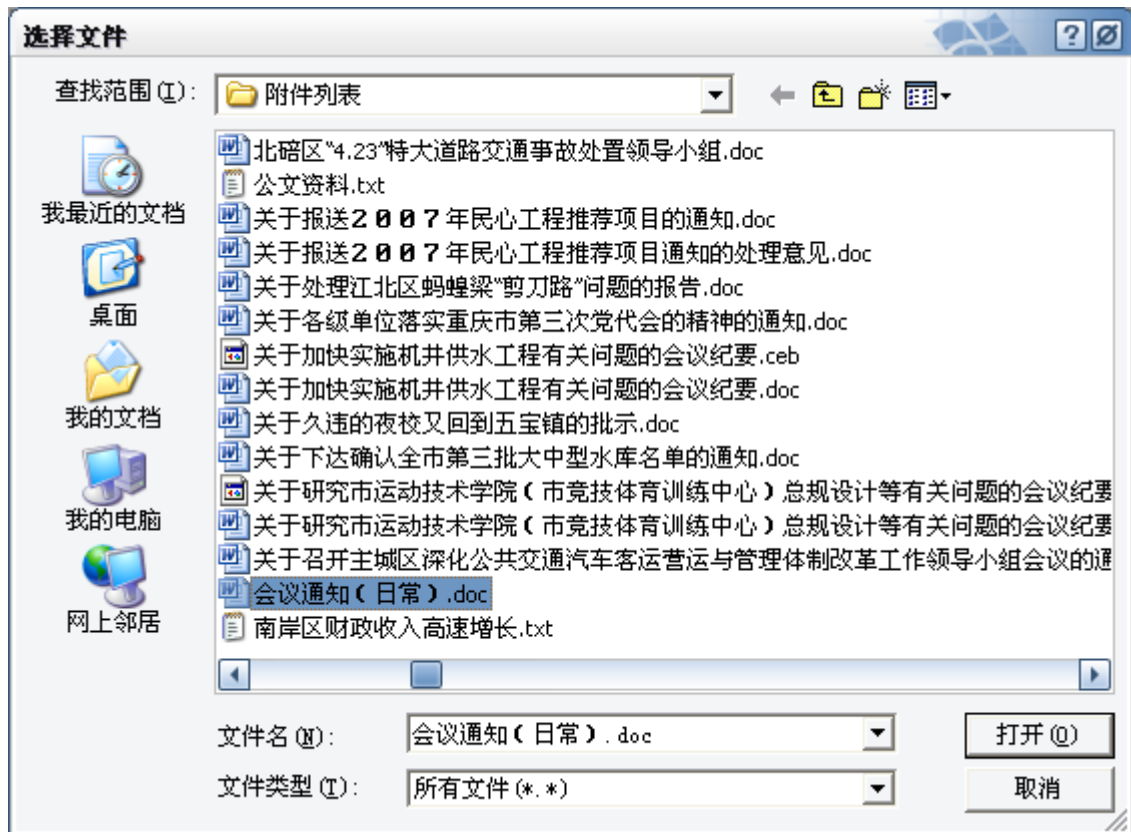 选择文件
查找范围(I):
附件列表
我最近的文档
桌面
我的文档
我的电脑
网上邻居
北碚区“4.23”特大道路交通事故处置领导小组.doc
公文资料.txt
关于报送２００７年民心工程推荐项目的通知.doc
关于报送２００７年民心工程推荐项目通知的处理意见.doc
关于处理江北区蚂蝗梁“剪刀路”问题的报告.doc
关于各级单位落实重庆市第三次党代会的精神的通知.doc
关于加快实施机井供水工程有关问题的会议纪要.ceb
关于加快实施机井供水工程有关问题的会议纪要.doc
关于久违的夜校又回到五宝镇的批示.doc
关于下达确认全市第三批大中型水库名单的通知.doc
关于研究市运动技术学院（市竞技体育训练中心）总规设计等有关问题的会议纪要
关于研究市运动技术学院（市竞技体育训练中心）总规设计等有关问题的会议纪要
关于召开主城区深化公共交通汽车客运营运与管理体制改革工作领导小组会议的通
会议通知（日常）.doc
南岸区财政收入高速增长.txt
文件名(N):
会议通知（日常）.doc
打开(O)
文件类型(T):
所有文件(*.*)
取消